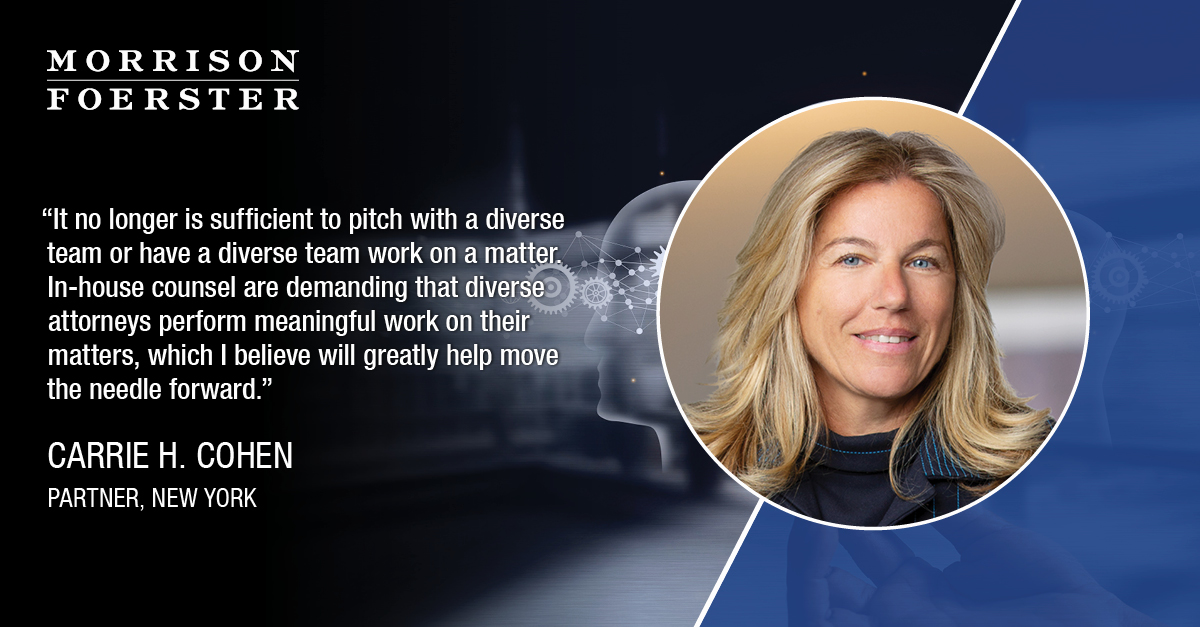 MORRISON
FOERSTER
“It no longer is sufficient to pitch with a diverse
team or have a diverse team work on a matter.
In-house counsel are demanding that diverse
attorneys perform meaningful work on their
matters, which I believe will greatly help move
the needle forward.”
CARRIE H. COHEN
PARTNER, NEW YORK